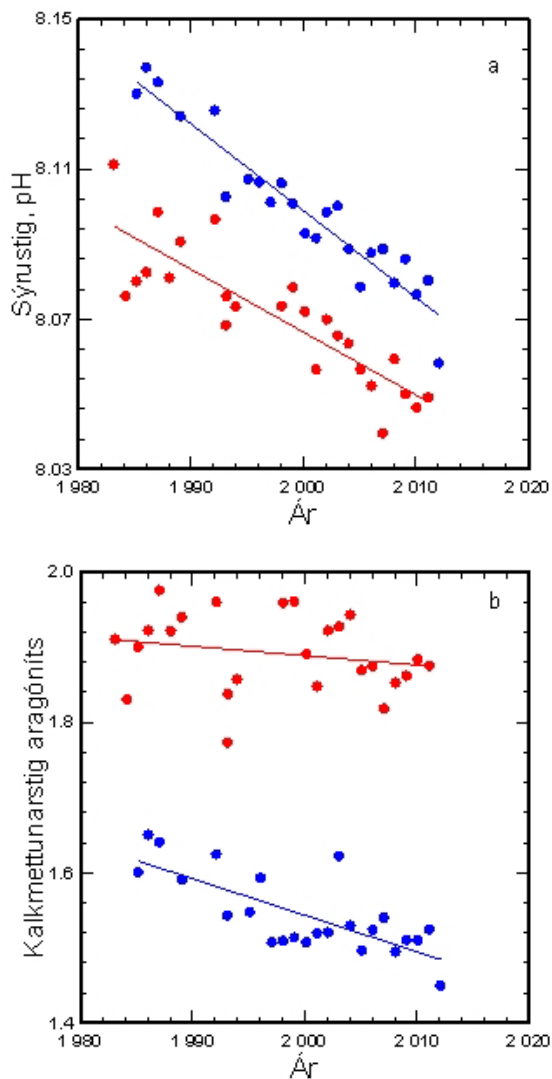 8.15
a
8.11
Sýrustig, pH
8.07
8.03
1 980 1 990 2 000 2 010 2 020
Ár
2.0
b
1.8
Kalkmettunarstig aragóníts
1.6
1.4
1 980 1 990 2 000 2 010 2 020
Ár